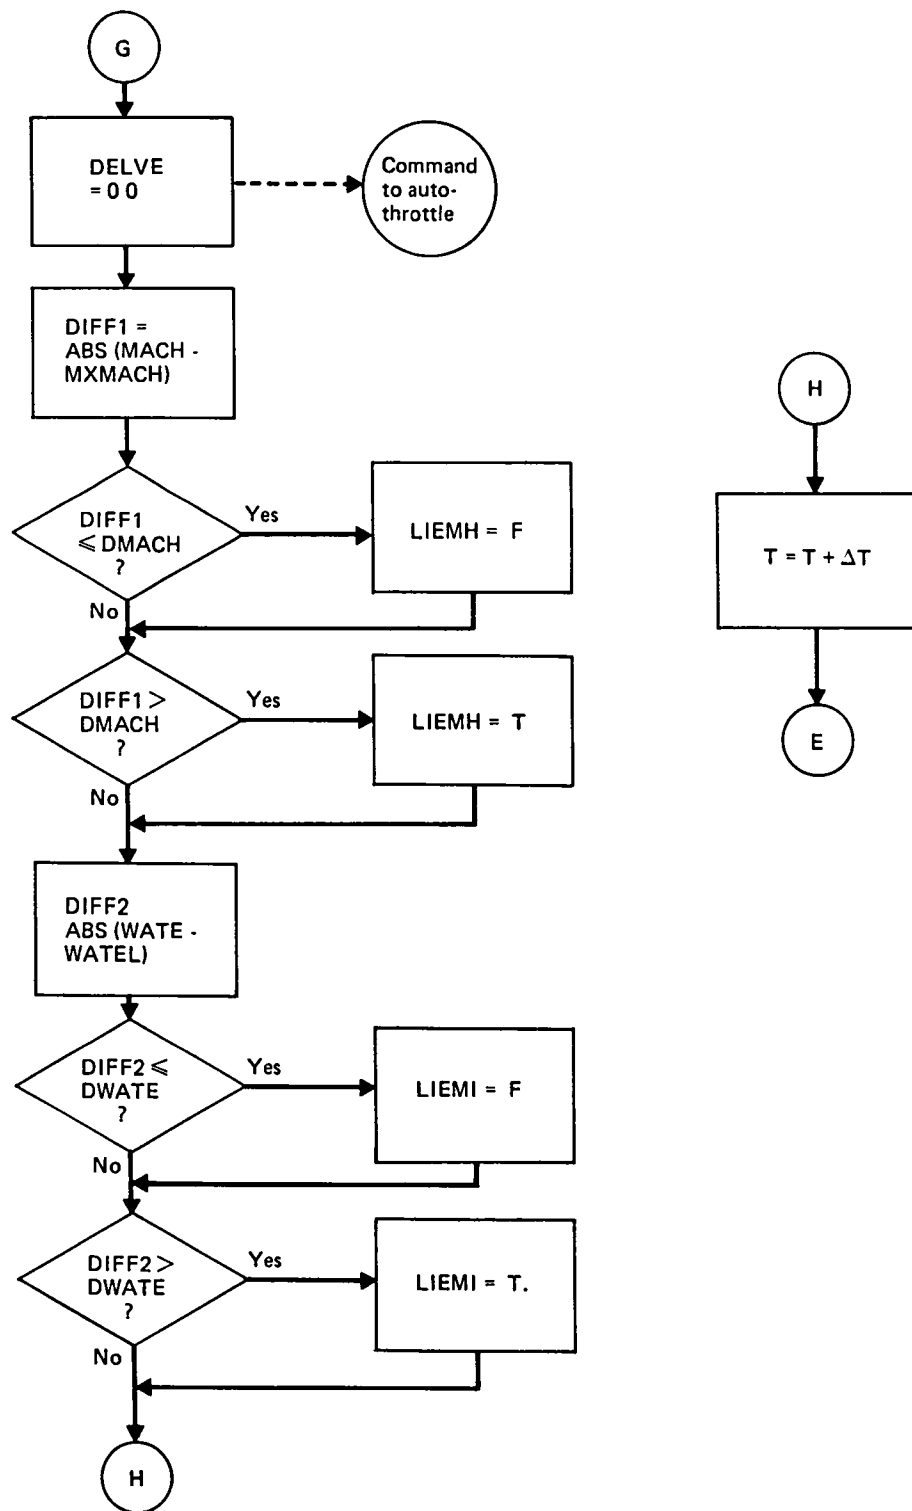 G
DELVE
= 0 0
Command
to auto-
throttle
DIFF1 =
ABS (MACH -
MXMACH)
DIFF1
≤ DMACH
?
Yes
LIEMH = F
No
DIFF1 >
DMACH
?
Yes
LIEMH = T
No
DIFF2
ABS (WATE -
WATEL)
DIFF2 ≤
DWATE
?
Yes
LIEMI = F
No
DIFF2 >
DWATE
?
Yes
LIEMI = T.
No
H
H
T = T + ΔT
E